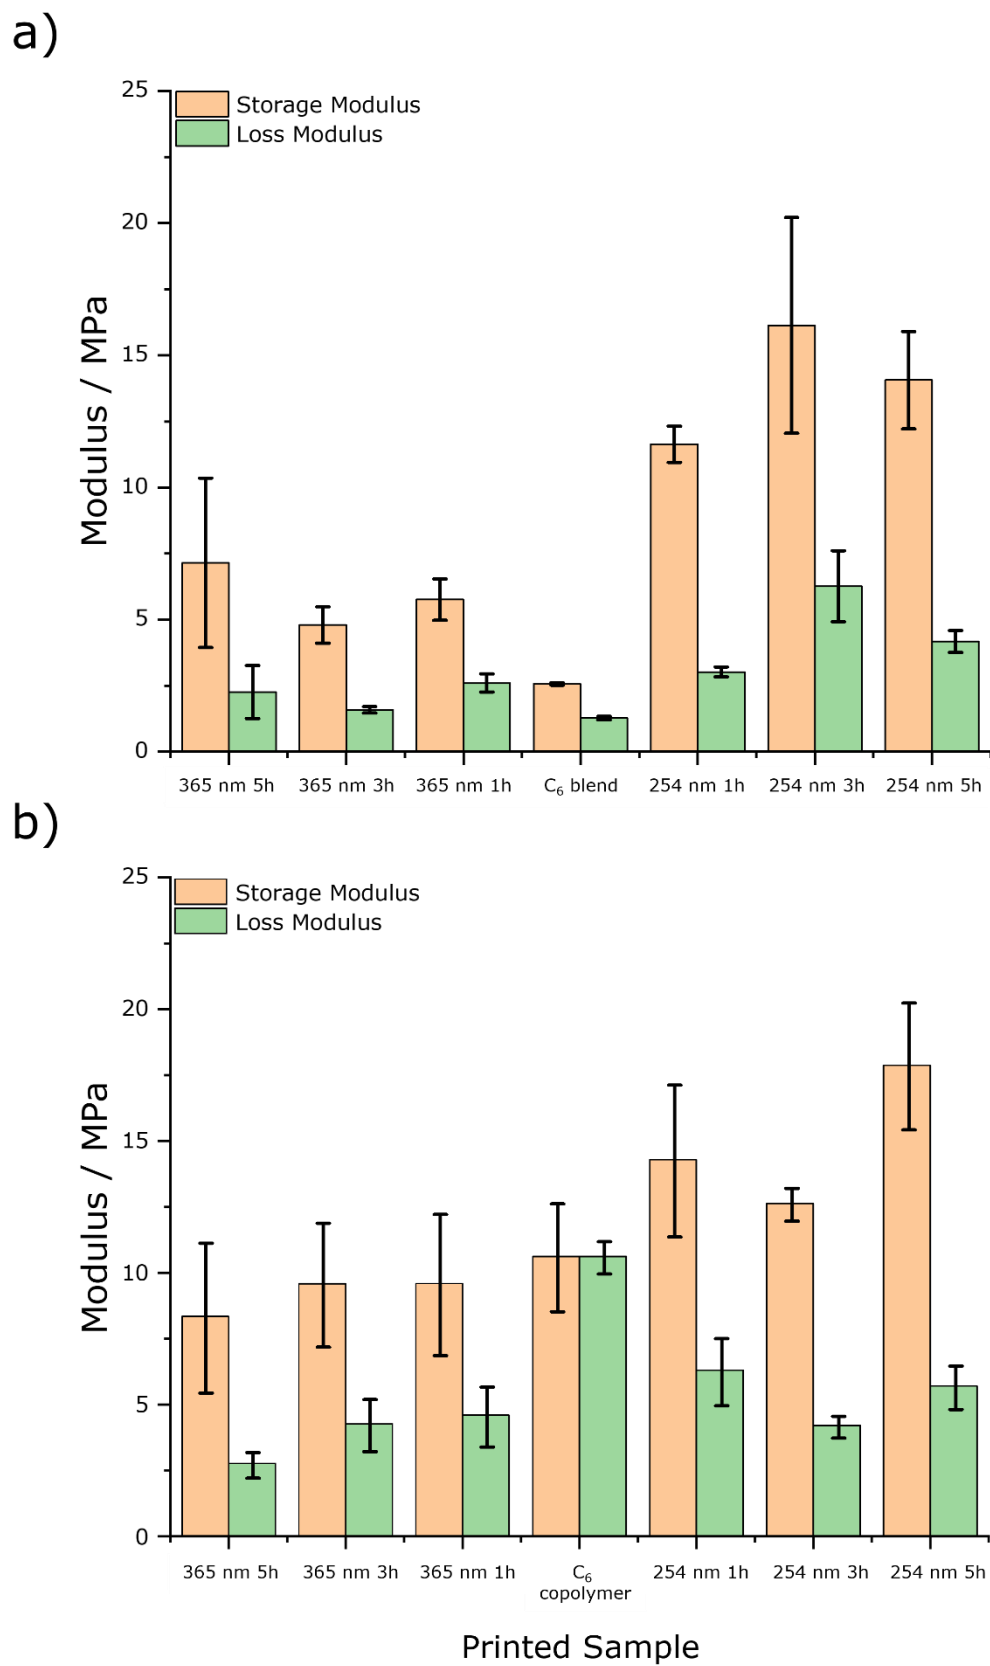 a)
25
Storage Modulus
Loss Modulus
20
15
10
5
0
Modulus / MPa
365 nm 5h 365 nm 3h 365 nm 1h C₆ blend 254 nm 1h 254 nm 3h 254 nm 5h
b)
25
Storage Modulus
Loss Modulus
20
15
10
5
0
Modulus / MPa
365 nm 5h 365 nm 3h 365 nm 1h C₆ 254 nm 1h 254 nm 3h 254 nm 5h
copolymer
Printed Sample